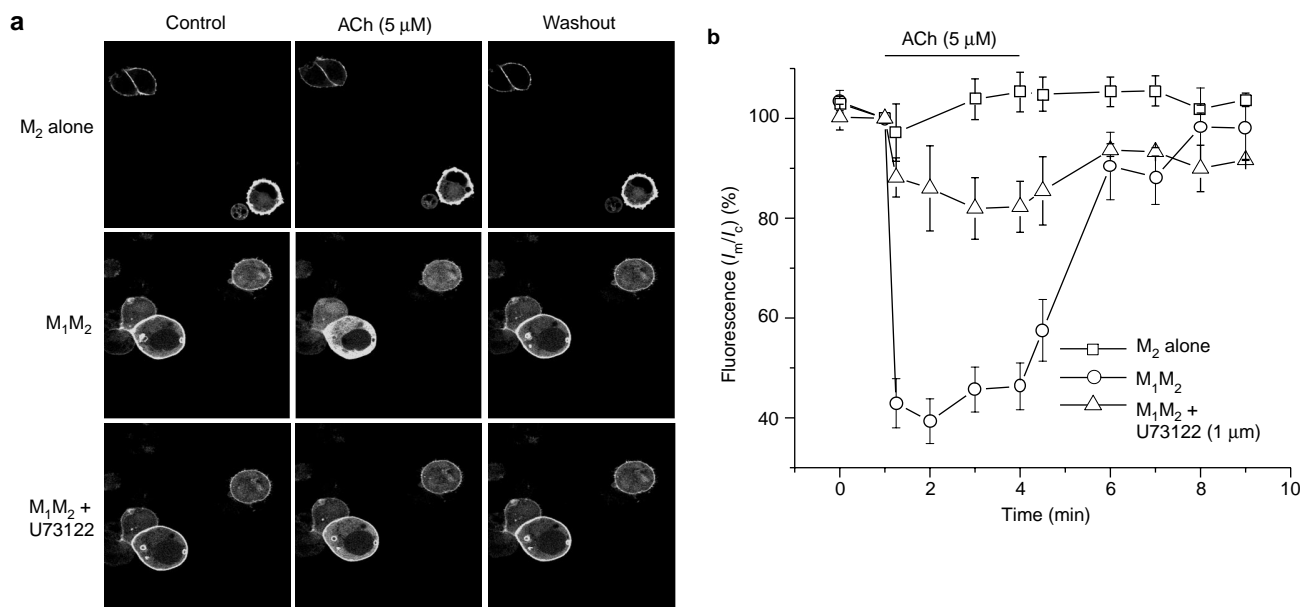 a
Control
ACh (5 μM)
Washout
M2 alone
M1M2
M1M2 +
U73122
b
ACh (5 μM)
100
80
60
40
Fluorescence (Im/Ic) (%)
M2 alone
M1M2
M1M2 +
U73122 (1 μm)
0
2
4
6
8
10
Time (min)